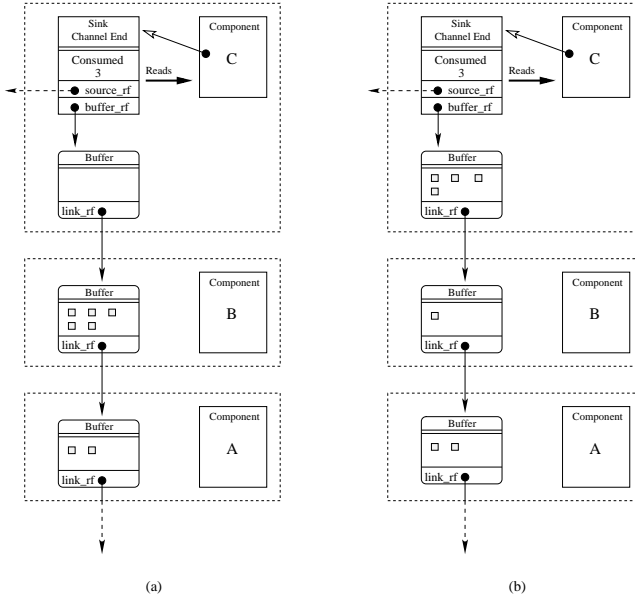 Sink
Channel End
Component
Consumed
3
C
Reads
source_rf
buffer_rf
Buffer
link_rf
Buffer
Component
B
link_rf
Buffer
Component
A
link_rf
(a)
Sink
Channel End
Component
Consumed
3
C
Reads
source_rf
buffer_rf
Buffer
link_rf
Buffer
Component
B
link_rf
Buffer
Component
A
link_rf
(b)